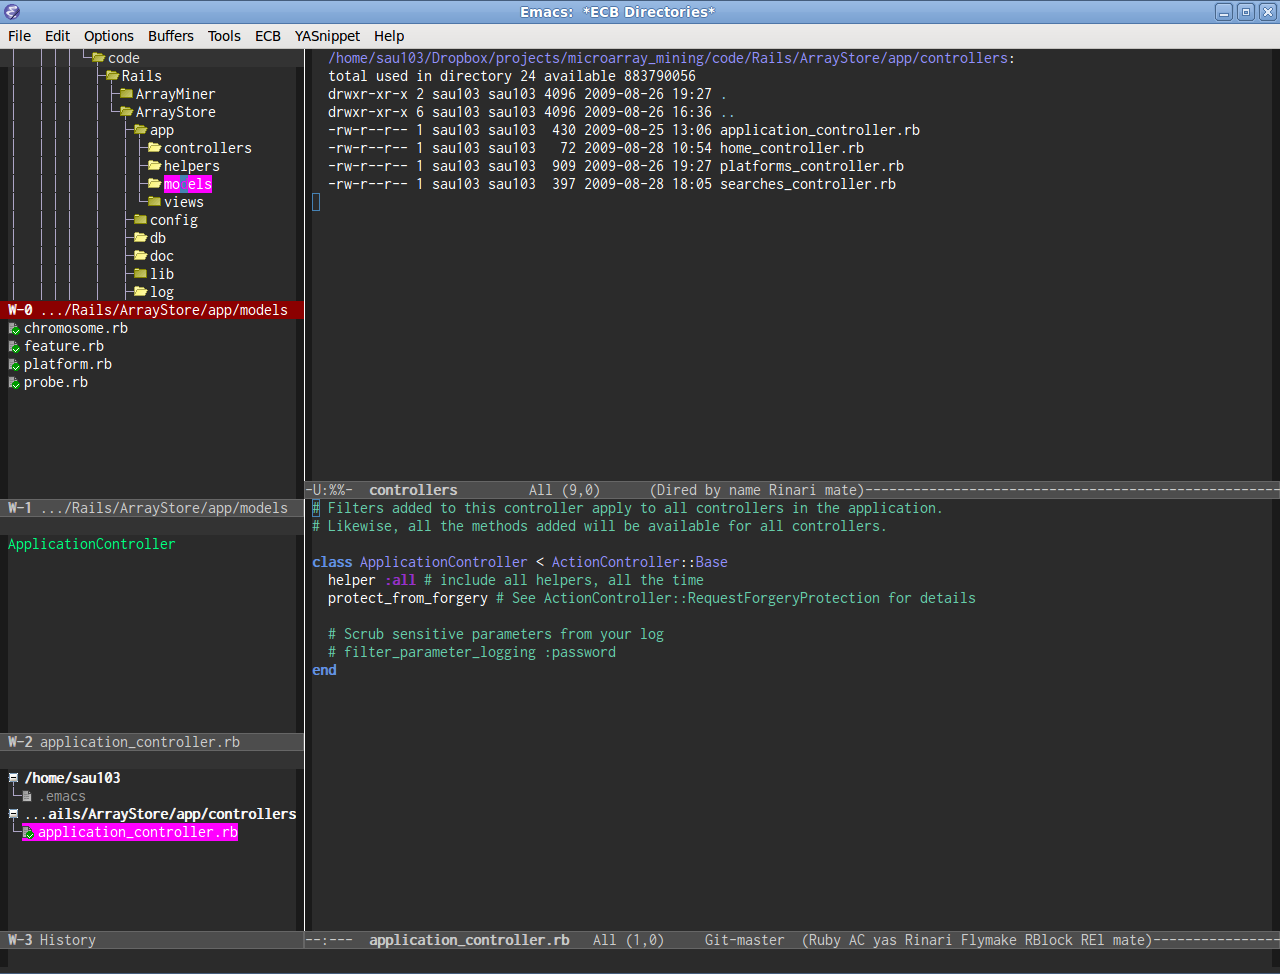 Emacs: *ECB Directories*
File Edit Options Buffers Tools ECB YASnippet Help
code
Rails
ArrayMiner
ArrayStore
app
controllers
helpers
models
views
config
db
doc
lib
log
W-0 .../Rails/ArrayStore/app/models
chromosome.rb
feature.rb
platform.rb
probe.rb
W-1 .../Rails/ArrayStore/app/models
ApplicationController
W-2 application_controller.rb
/home/sau103
.emacs
...ails/ArrayStore/app/controllers
application_controller.rb
W-3 History
/home/sau103/Dropbox/projects/microarray_mining/code/Rails/ArrayStore/app/controllers:
total used in directory 24 available 883790056
drwxr-xr-x 2 sau103 sau103 4096 2009-08-26 19:27 .
drwxr-xr-x 6 sau103 sau103 4096 2009-08-26 16:36 ..
-rw-r--r-- 1 sau103 sau103  430 2009-08-25 13:06 application_controller.rb
-rw-r--r-- 1 sau103 sau103   72 2009-08-28 10:54 home_controller.rb
-rw-r--r-- 1 sau103 sau103  909 2009-08-26 19:27 platforms_controller.rb
-rw-r--r-- 1 sau103 sau103  397 2009-08-28 18:05 searches_controller.rb
-U:%%-  controllers         All (9,0)      (Dired by name Rinari mate)----------------------------------------------------
# Filters added to this controller apply to all controllers in the application.
# Likewise, all the methods added will be available for all controllers.
class ApplicationController < ActionController::Base
  helper :all # include all helpers, all the time
  protect_from_forgery # See ActionController::RequestForgeryProtection for details
  # Scrub sensitive parameters from your log
  # filter_parameter_logging :password
end
--:---  application_controller.rb   All (1,0)     Git-master  (Ruby AC yas Rinari Flymake RBlock REl mate)----------------